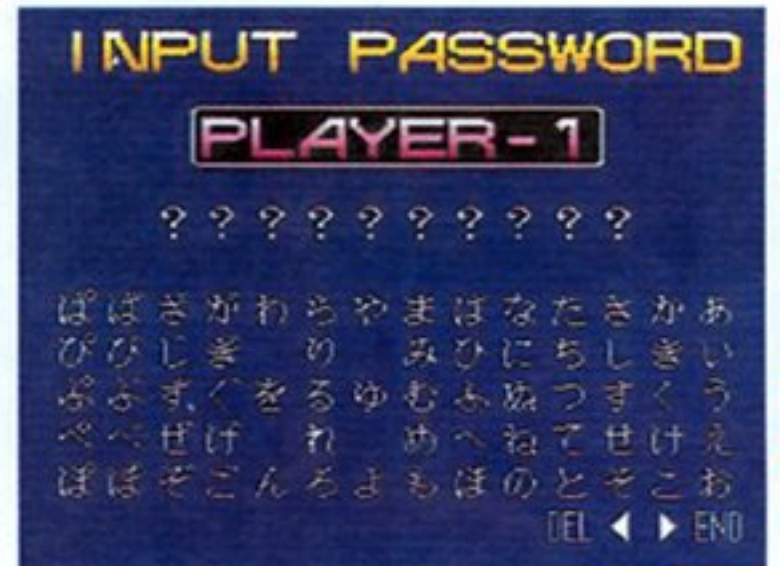 INPUT PASSWORD
PLAYER-1
? ? ? ? ? ? ? ? ? ?
ぱ ば ざ が わ ら や ま は な た さ か あ
ぴ び じ ぎ り み ひ に ち し き い
ぷ ぶ ず ぐ を る ゆ む ふ ぬ つ す く う
ぺ べ ぜ げ れ め へ ね て せ け え
ぽ ぼ ぞ ご ん ろ よ も ほ の と そ こ お
DEL ◀ ▶ END